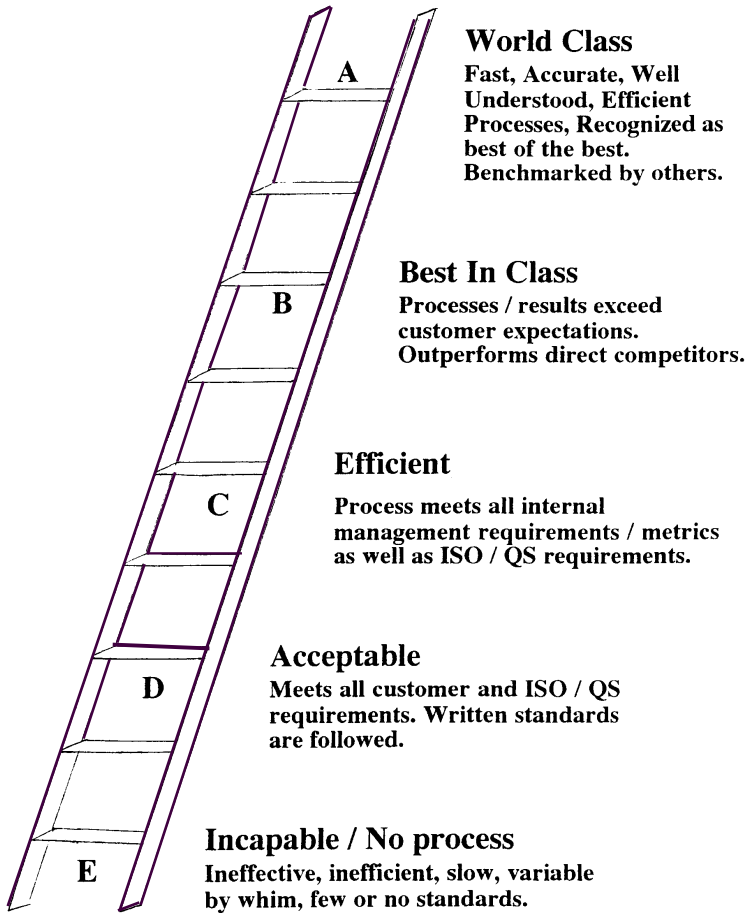 A
World Class
Fast, Accurate, Well
Understood, Efficient
Processes, Recognized as
best of the best.
Benchmarked by others.
B
Best In Class
Processes / results exceed
customer expectations.
Outperforms direct competitors.
C
Efficient
Process meets all internal
management requirements / metrics
as well as ISO / QS requirements.
D
Acceptable
Meets all customer and ISO / QS
requirements. Written standards
are followed.
E
Incapable / No process
Ineffective, inefficient, slow, variable
by whim, few or no standards.